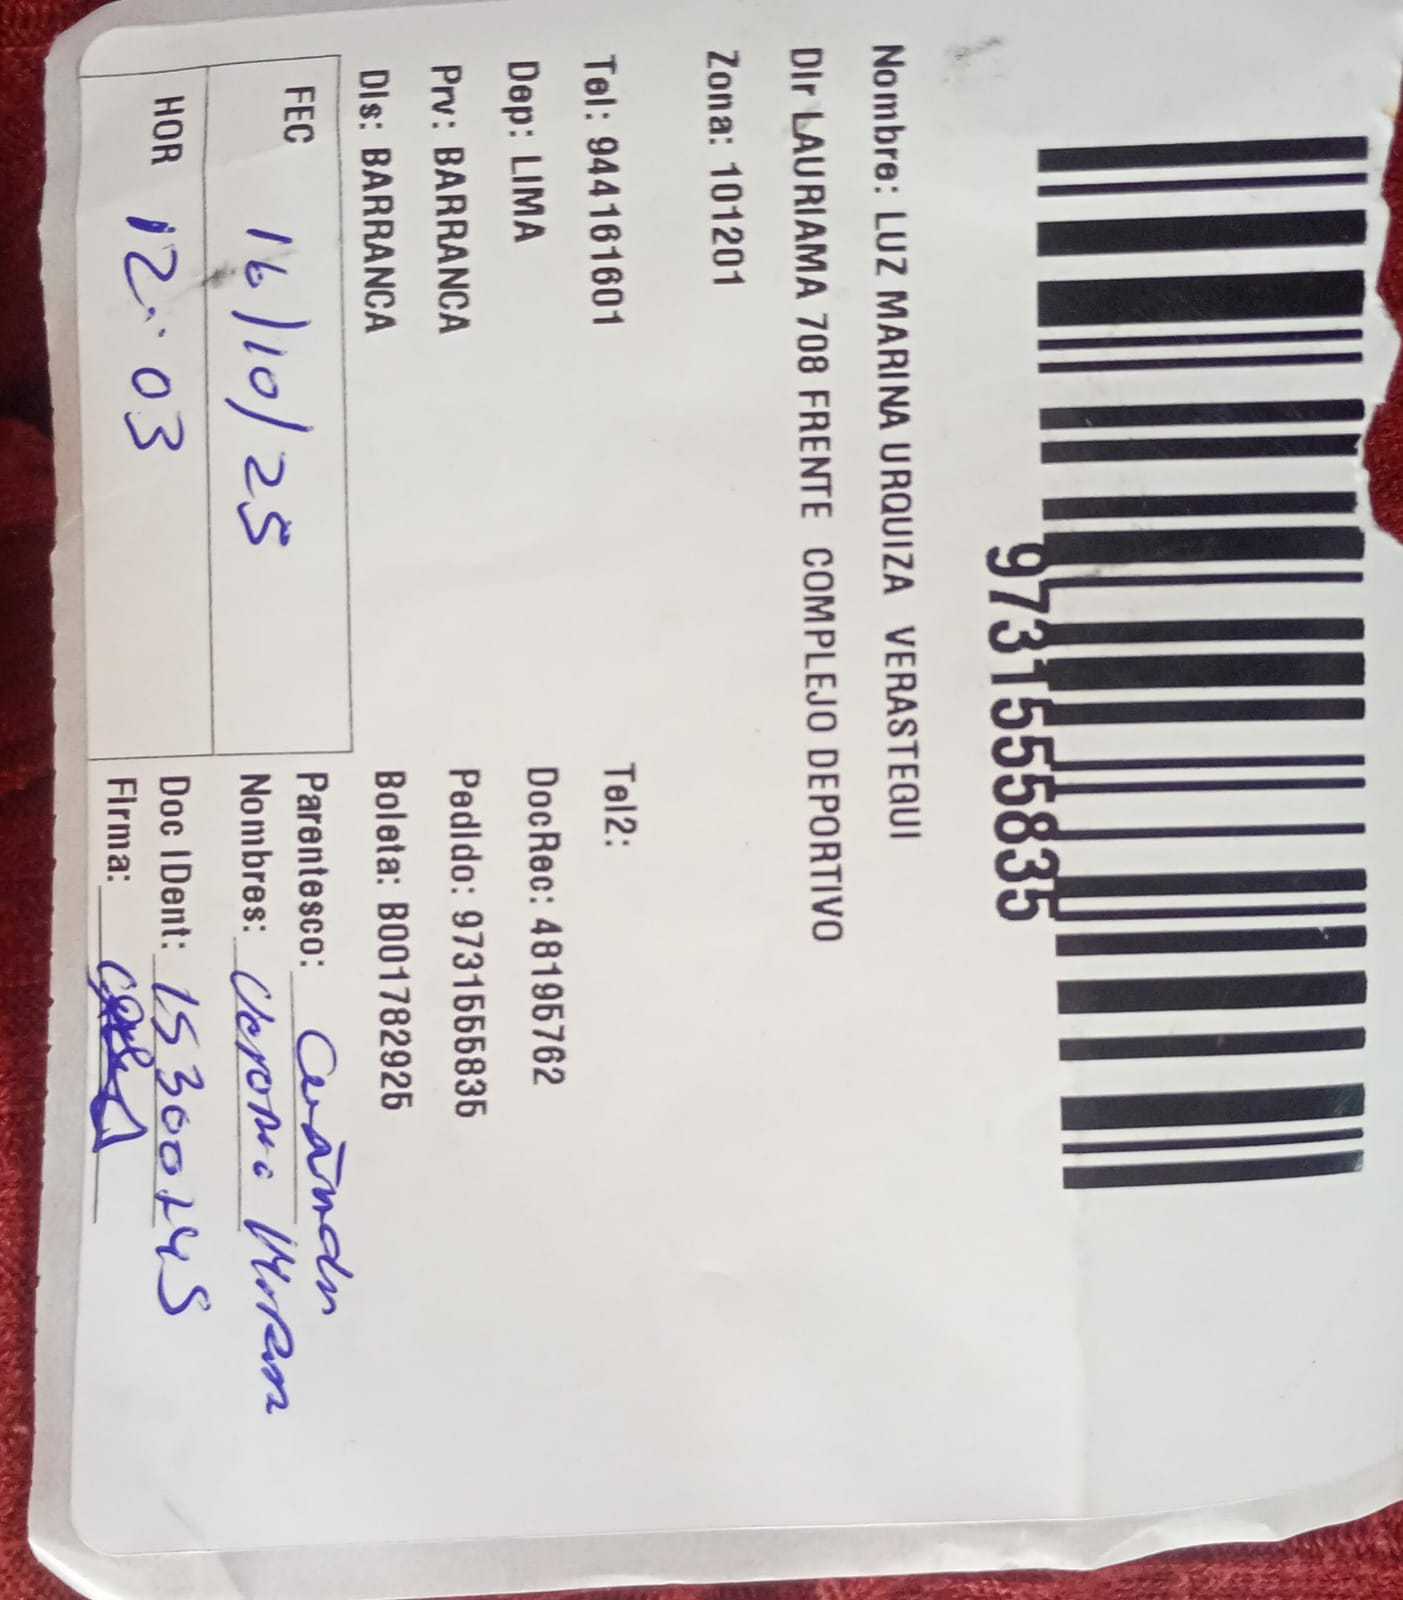 9731555835
Nombre: LUZ MARINA URQUIZA VERASTEGUI
Dir LAURIAMA 708 FRENTE COMPLEJO DEPORTIVO
Zona: 101201
Tel: 944161601 Tel2:
Dep: LIMA DocRec: 48195762
Prv: BARRANCA Pedido: 9731555835
Dis: BARRANCA Boleta: B001782925
FEC 16/10/25 Parentesco:
Nombres:
HOR 12:03 Doc IDent:
Firma: